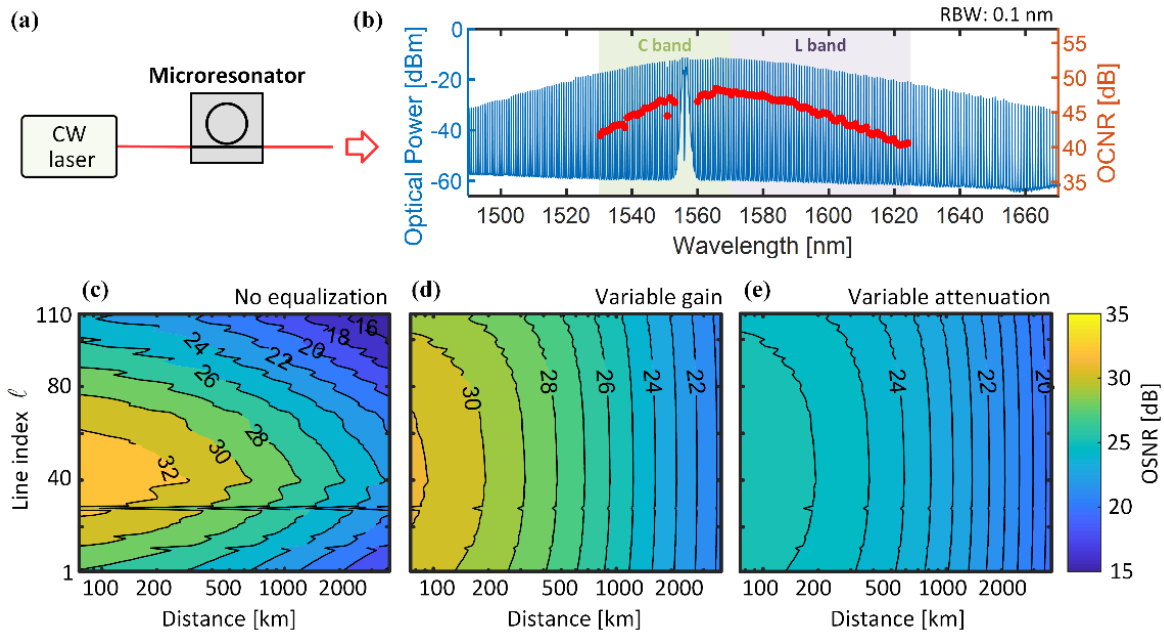 (a)
Microresonator
CW
laser
(b)
RBW: 0.1 nm
C band
L band
Optical Power [dBm]
0
-20
-40
-60
OCNR [dB]
55
50
45
40
35
1500 1520 1540 1560 1580 1600 1620 1640 1660
Wavelength [nm]
(c) No equalization
(d) Variable gain
(e) Variable attenuation
Line index ℓ
110
80
40
1
16
18
20
22
24
26
28
30
32
80 200 500 1000 2000
Distance [km]
30
28
26
24
22
100 200 500 1000 2000
Distance [km]
24
22
20
100 200 500 1000 2000
Distance [km]
35
30
25
20
15
OSNR [dB]